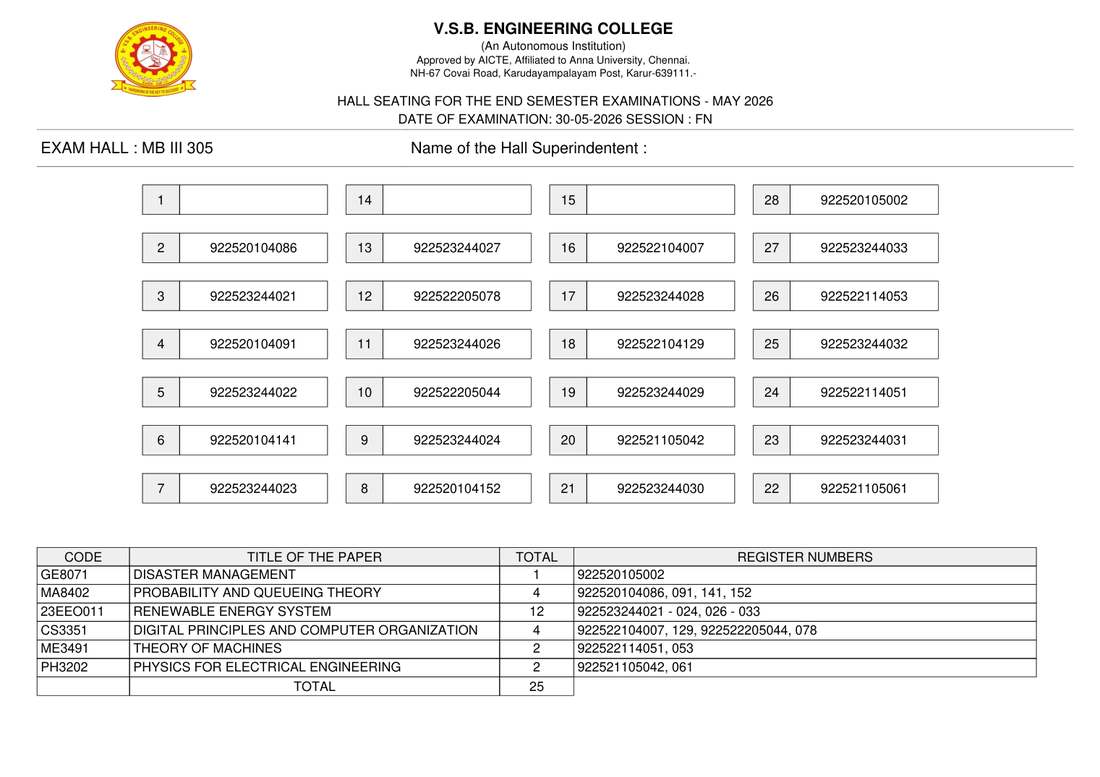 V.S.B. ENGINEERING COLLEGE
(An Autonomous Institution)
Approved by AICTE, Affiliated to Anna University, Chennai.
NH-67 Covai Road, Karudayampalayam Post, Karur-639111.-
HALL SEATING FOR THE END SEMESTER EXAMINATIONS - MAY 2026
DATE OF EXAMINATION: 30-05-2026 SESSION : FN
EXAM HALL : MB III 305 Name of the Hall Superindentent :
1 14 15 28 922520105002
2 922520104086 13 922523244027 16 922522104007 27 922523244033
3 922523244021 12 922522205078 17 922523244028 26 922522114053
4 922520104091 11 922523244026 18 922522104129 25 922523244032
5 922523244022 10 922522205044 19 922523244029 24 922522114051
6 922520104141 9 922523244024 20 922521105042 23 922523244031
7 922523244023 8 922520104152 21 922523244030 22 922521105061
CODE TITLE OF THE PAPER TOTAL REGISTER NUMBERS
GE8071 DISASTER MANAGEMENT 1 922520105002
MA8402 PROBABILITY AND QUEUEING THEORY 4 922520104086, 091, 141, 152
23EEO011 RENEWABLE ENERGY SYSTEM 12 922523244021 - 024, 026 - 033
CS3351 DIGITAL PRINCIPLES AND COMPUTER ORGANIZATION 4 922522104007, 129, 922522205044, 078
ME3491 THEORY OF MACHINES 2 922522114051, 053
PH3202 PHYSICS FOR ELECTRICAL ENGINEERING 2 922521105042, 061
TOTAL 25